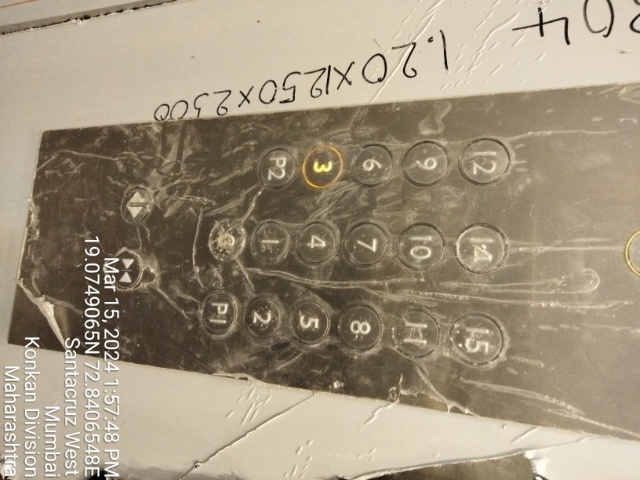 1.20X1250X2500
12 14 15
9 10 11
6 7 8
3 4 5
P2 1 2
G P1
Mar 15, 2024 1:57:48 PM
19.0749065N 72.8406548E
Santacruz West
Mumbai
Konkan Division
Maharashtra